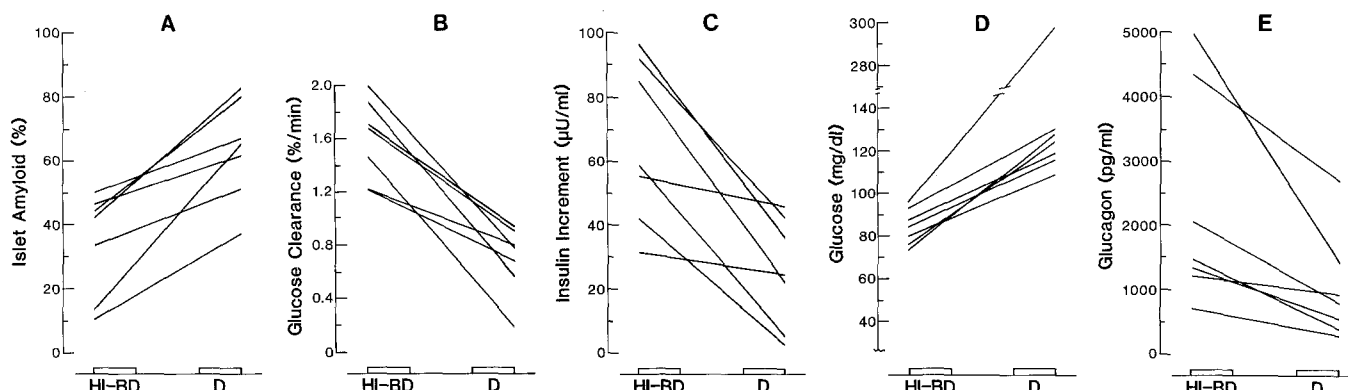 A
B
C
D
E
Islet Amyloid (%)
100
80
60
40
20
0
HI-BD
D
Glucose Clearance (%/min)
2.0
1.6
1.2
0.8
0.4
0
HI-BD
D
Insulin Increment (µU/ml)
100
80
60
40
20
0
HI-BD
D
Glucose (mg/dl)
300
280
140
120
100
80
60
40
HI-BD
D
Glucagon (pg/ml)
5000
4000
3000
2000
1000
0
HI-BD
D